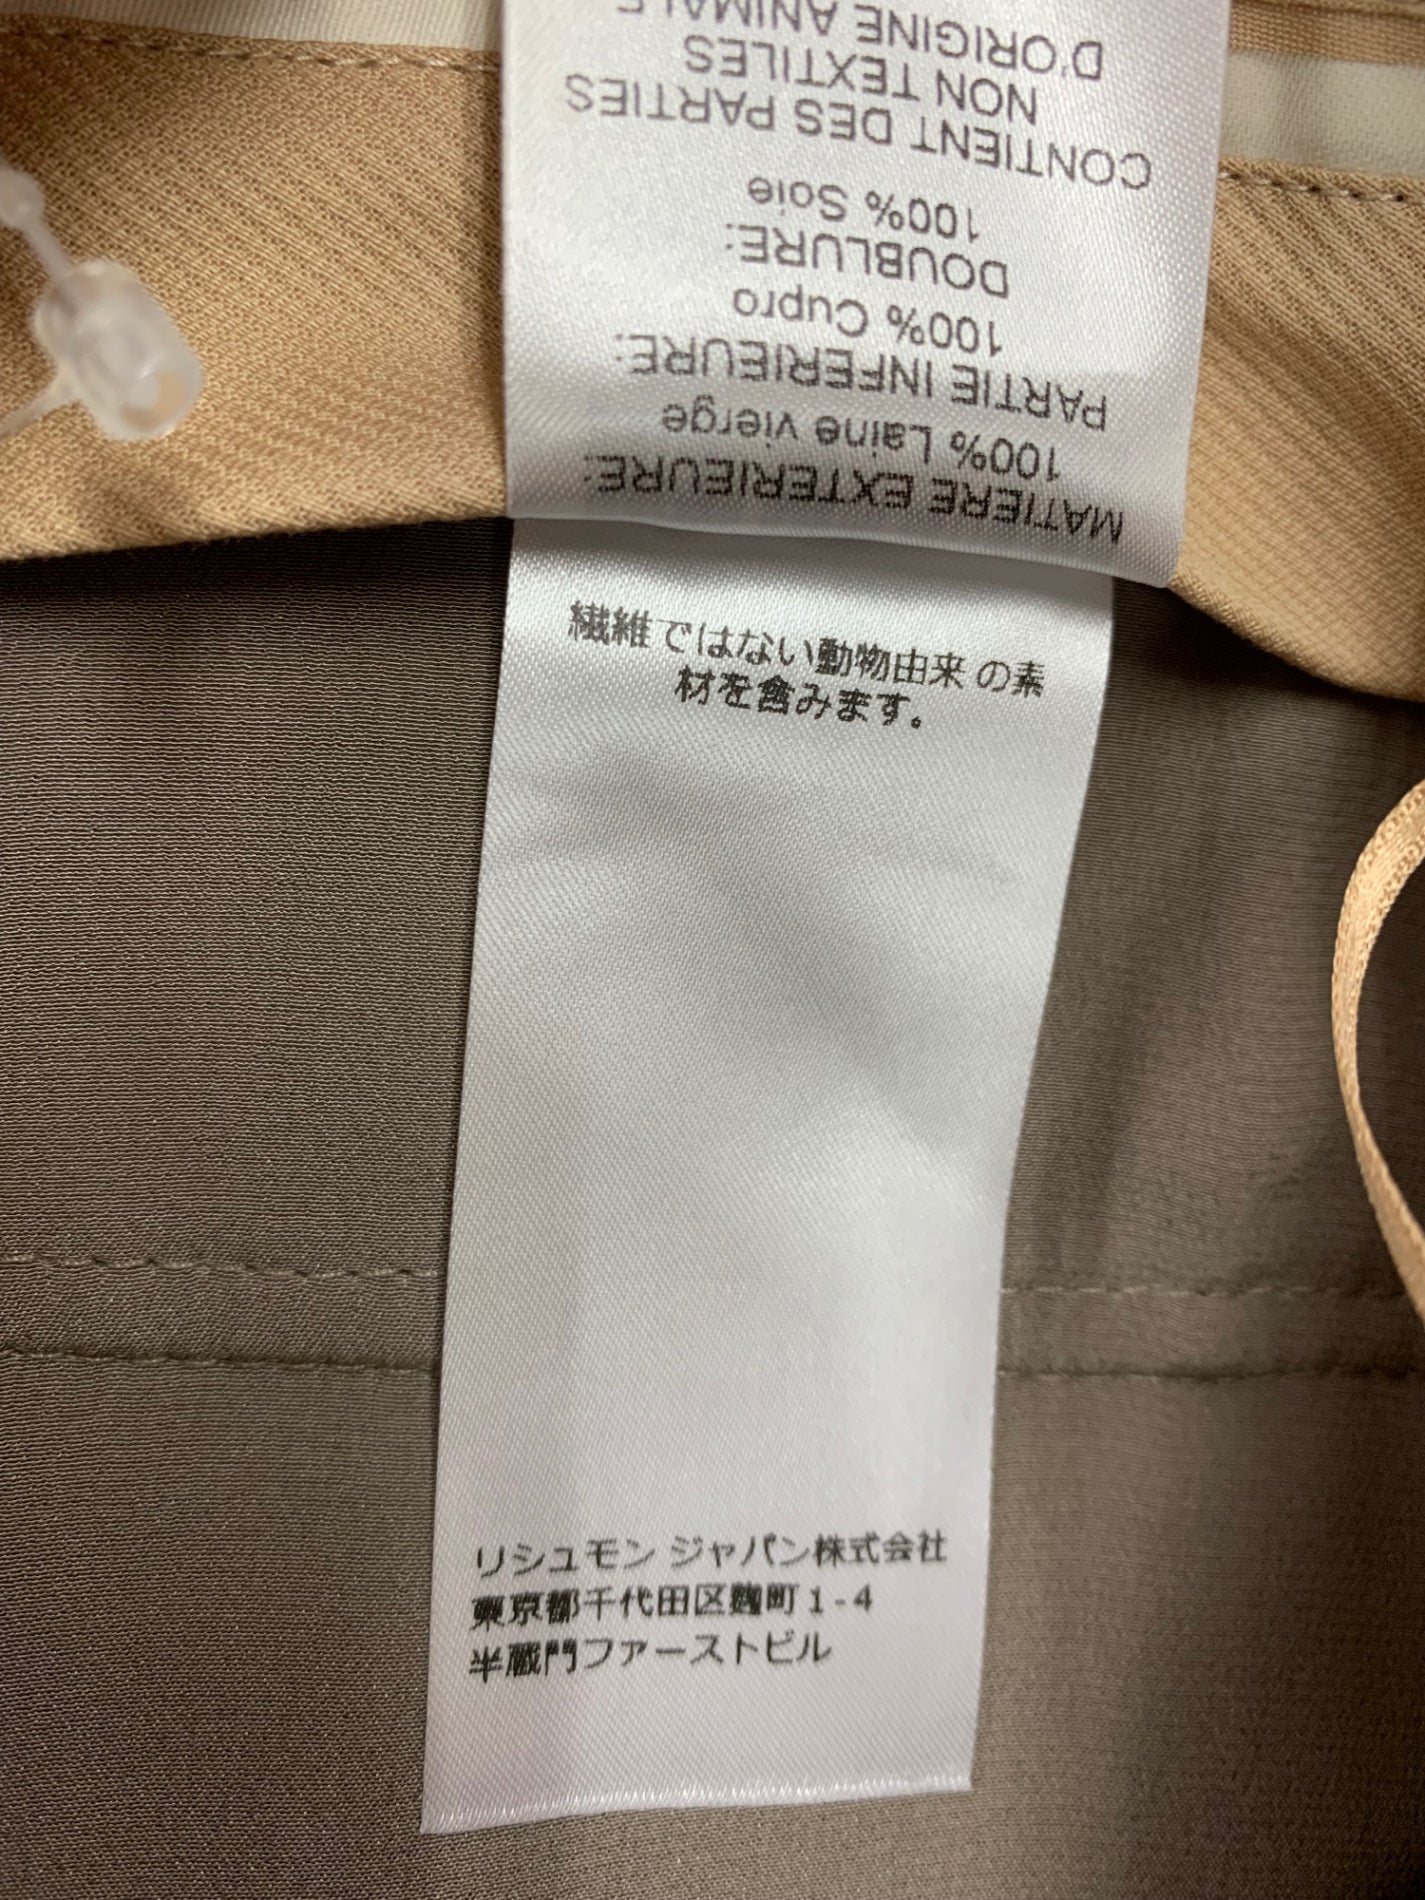 MATIERE EXTERIEURE:
100% Laine vierge
PARTIE INFERIEURE:
100% Cupro
DOUBLURE:
100% Soie
CONTIENT DES PARTIES
NON TEXTILES
D'ORIGINE ANIMALE
繊維ではない動物由来 の素
材を含みます。
リシュモン ジャパン株式会社
東京都千代田区麹町 1 - 4
半蔵門ファーストビル